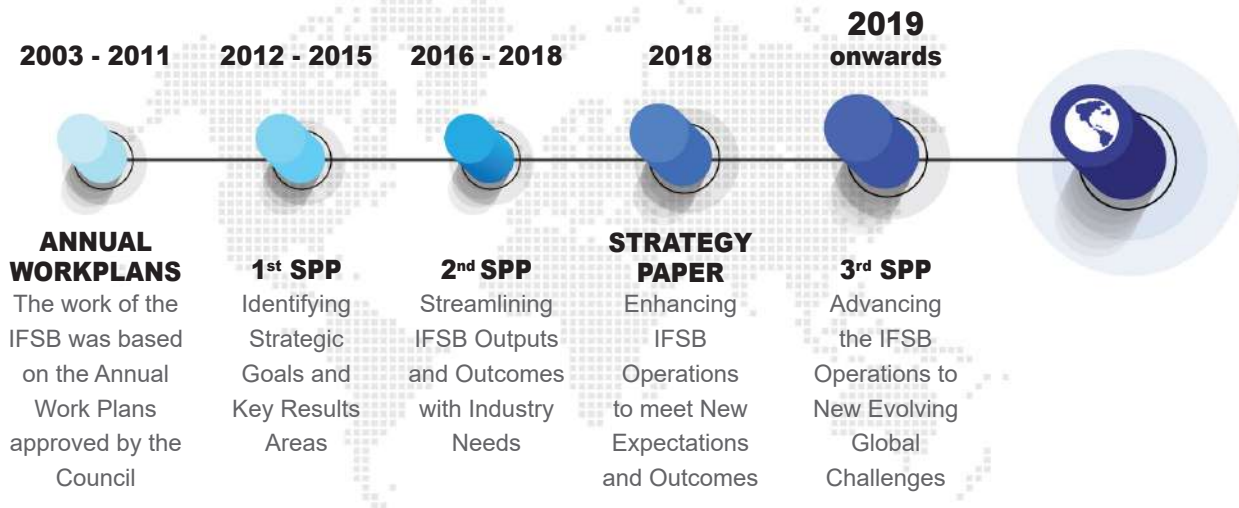 2003 - 2011
ANNUAL
WORKPLANS
The work of the
IFSB was based
on the Annual
Work Plans
approved by the
Council
2012 - 2015
1st SPP
Identifying
Strategic
Goals and
Key Results
Areas
2016 - 2018
2nd SPP
Streamlining
IFSB Outputs
and Outcomes
with Industry
Needs
2018
STRATEGY
PAPER
Enhancing
IFSB
Operations
to meet New
Expectations
and Outcomes
2019
onwards
3rd SPP
Advancing
the IFSB
Operations to
New Evolving
Global
Challenges